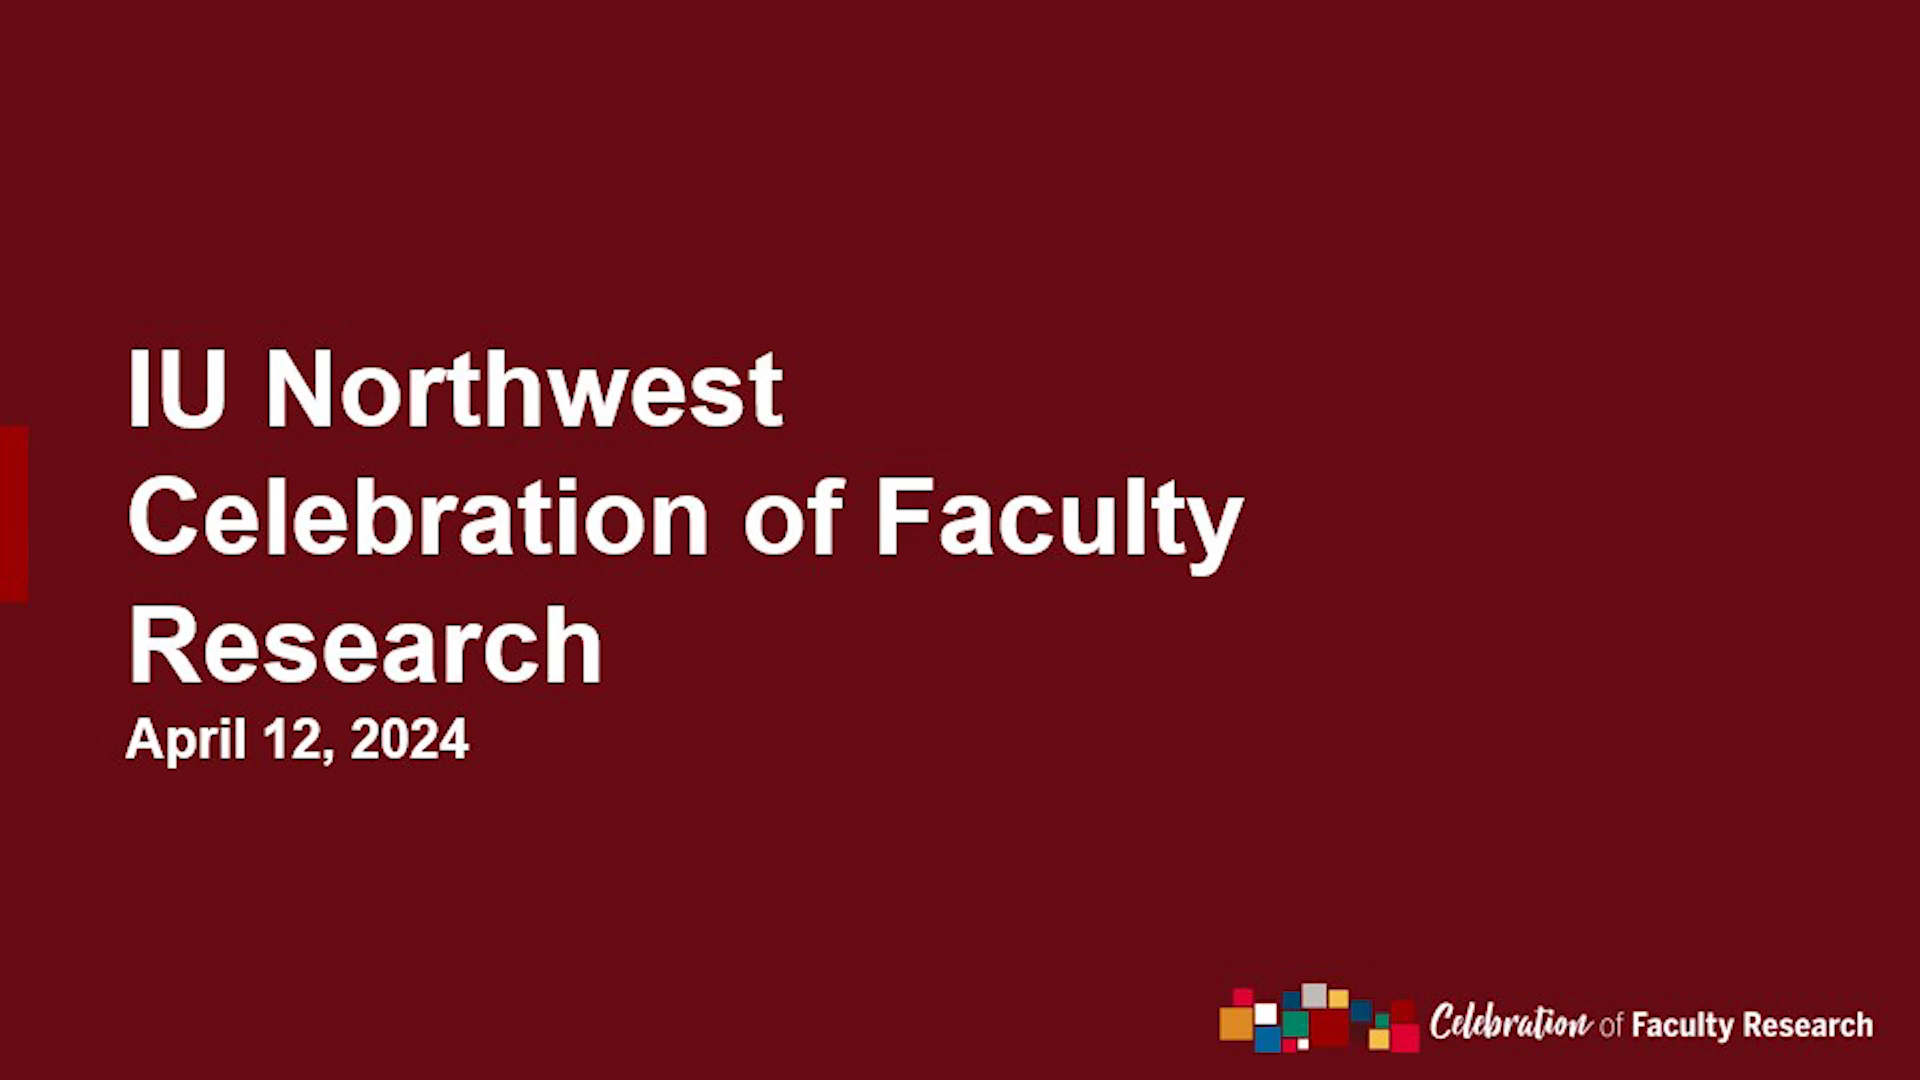 IU Northwest
Celebration of Faculty
Research
April 12, 2024
Celebration of Faculty Research